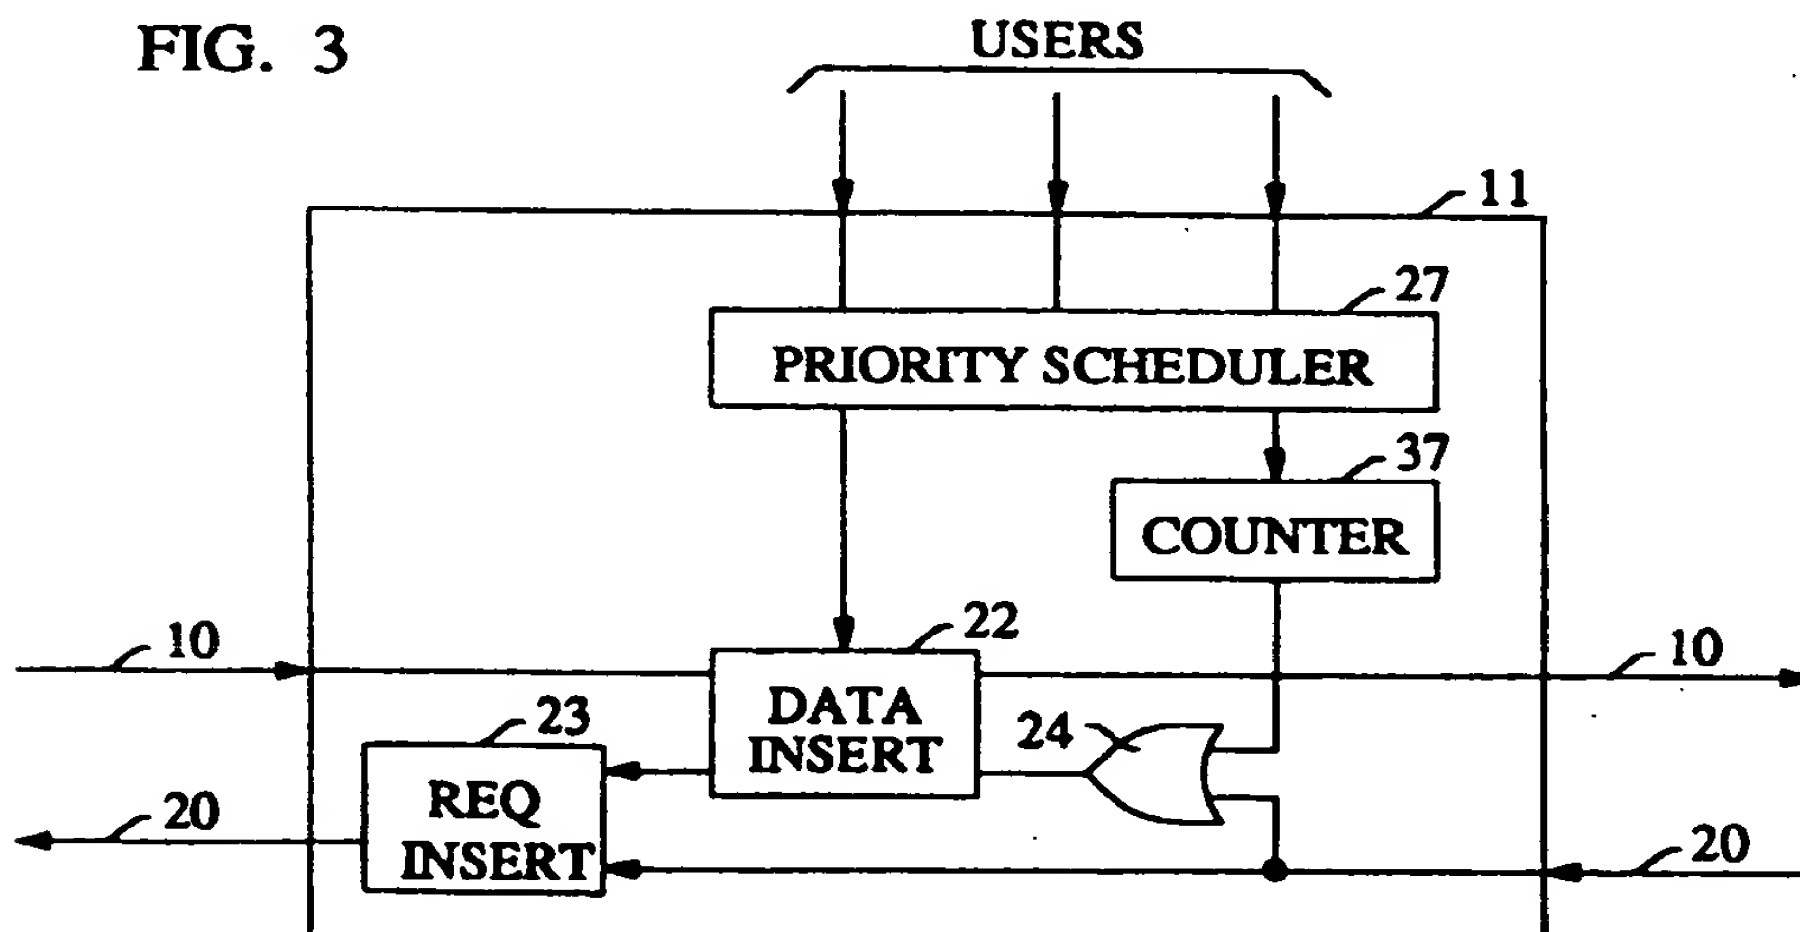 FIG. 3
USERS
11
27
PRIORITY SCHEDULER
37
COUNTER
10
22
10
DATA
INSERT
23
24
REQ
INSERT
20
20